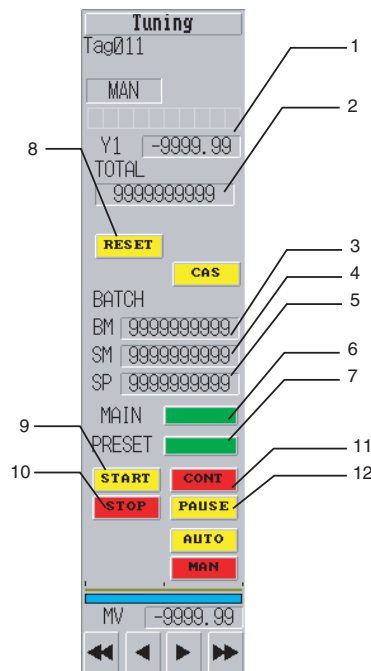 Tuning
Tag011
1
MAN
2
Y1 -9999.99
8
TOTAL
9999999999
RESET
3
CAS
4
BATCH
5
BM 9999999999
SM 9999999999
6
SP 9999999999
7
MAIN
9
PRESET
11
10
START CONT
12
STOP PAUSE
AUTO
MAN
MV -9999.99